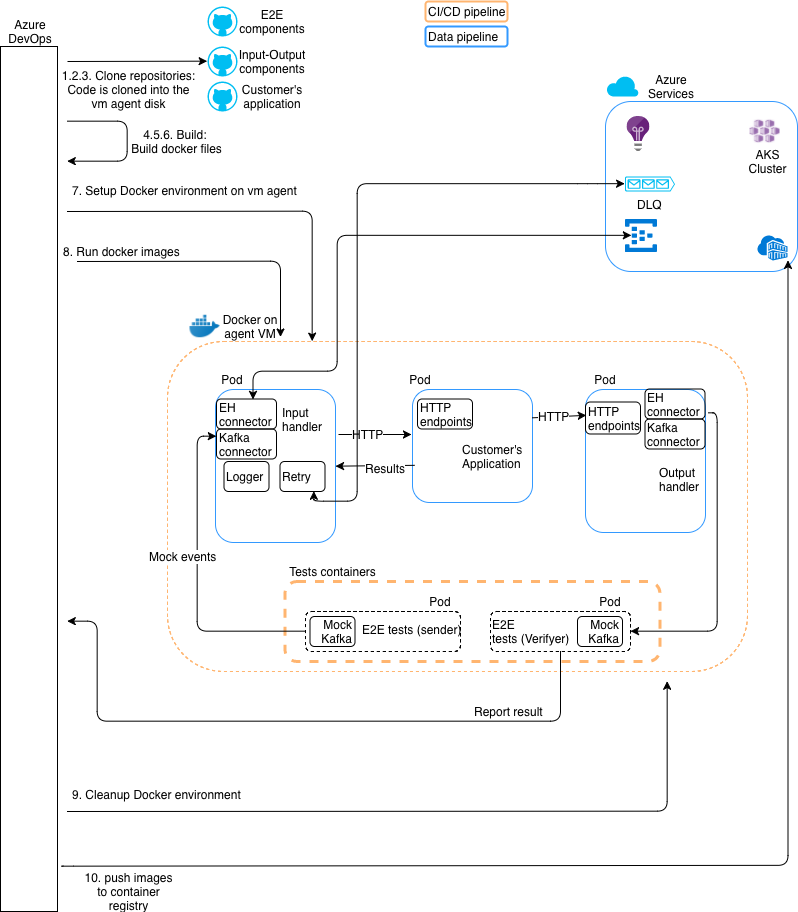 Azure
DevOps
E2E
components
Input-Output
components
Customer's
application
CI/CD pipeline
Data pipeline
1.2.3. Clone repositories:
Code is cloned into the
vm agent disk
4.5.6. Build:
Build docker files
7. Setup Docker environment on vm agent
8. Run docker images
Azure
Services
AKS
Cluster
DLQ
Docker on
agent VM
Pod
EH
connector
Kafka
connector
Input
handler
Logger
Retry
HTTP
Results
Pod
HTTP
endpoints
Customer's
Application
HTTP
Pod
HTTP
endpoints
EH
connector
Kafka
connector
Output
handler
Mock events
Tests containers
Pod
Mock
Kafka
E2E tests (sender)
Pod
E2E
tests (Verifyer)
Mock
Kafka
Report result
9. Cleanup Docker environment
10. push images
to container
registry